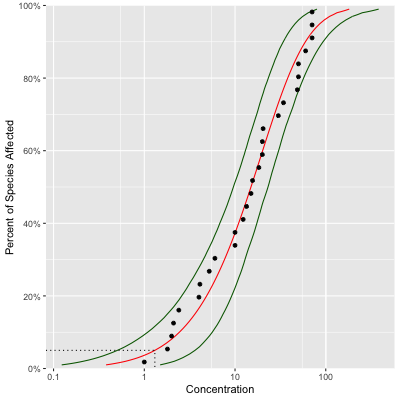 100%
80%
60%
40%
20%
0%
Percent of Species Affected
0.1 1 10 100
Concentration